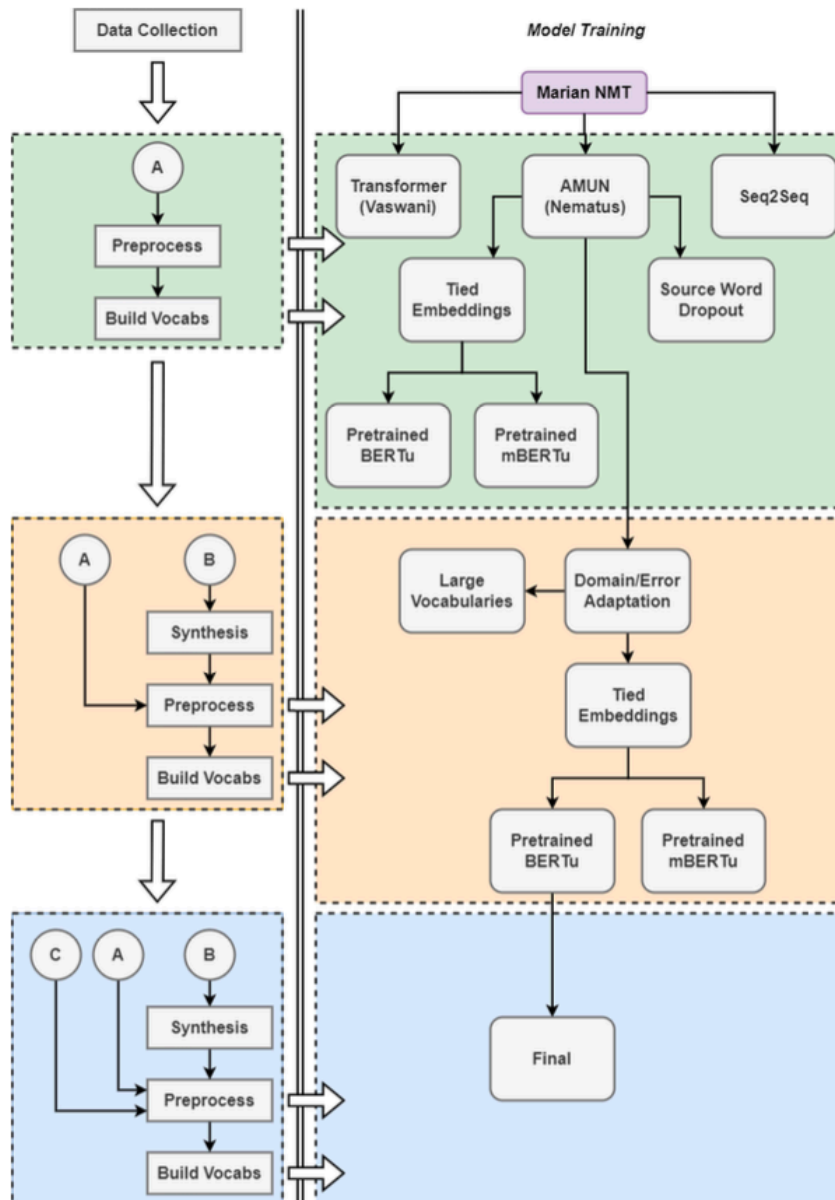 Data Collection
Model Training
Marian NMT
A
Preprocess
Build Vocabs
Transformer
(Vaswani)
AMUN
(Nematus)
Seq2Seq
Tied
Embeddings
Source Word
Dropout
Pretrained
BERTu
Pretrained
mBERTu
A
B
Synthesis
Preprocess
Build Vocabs
Large
Vocabularies
Domain/Error
Adaptation
Tied
Embeddings
Pretrained
BERTu
Pretrained
mBERTu
C
A
B
Synthesis
Preprocess
Build Vocabs
Final